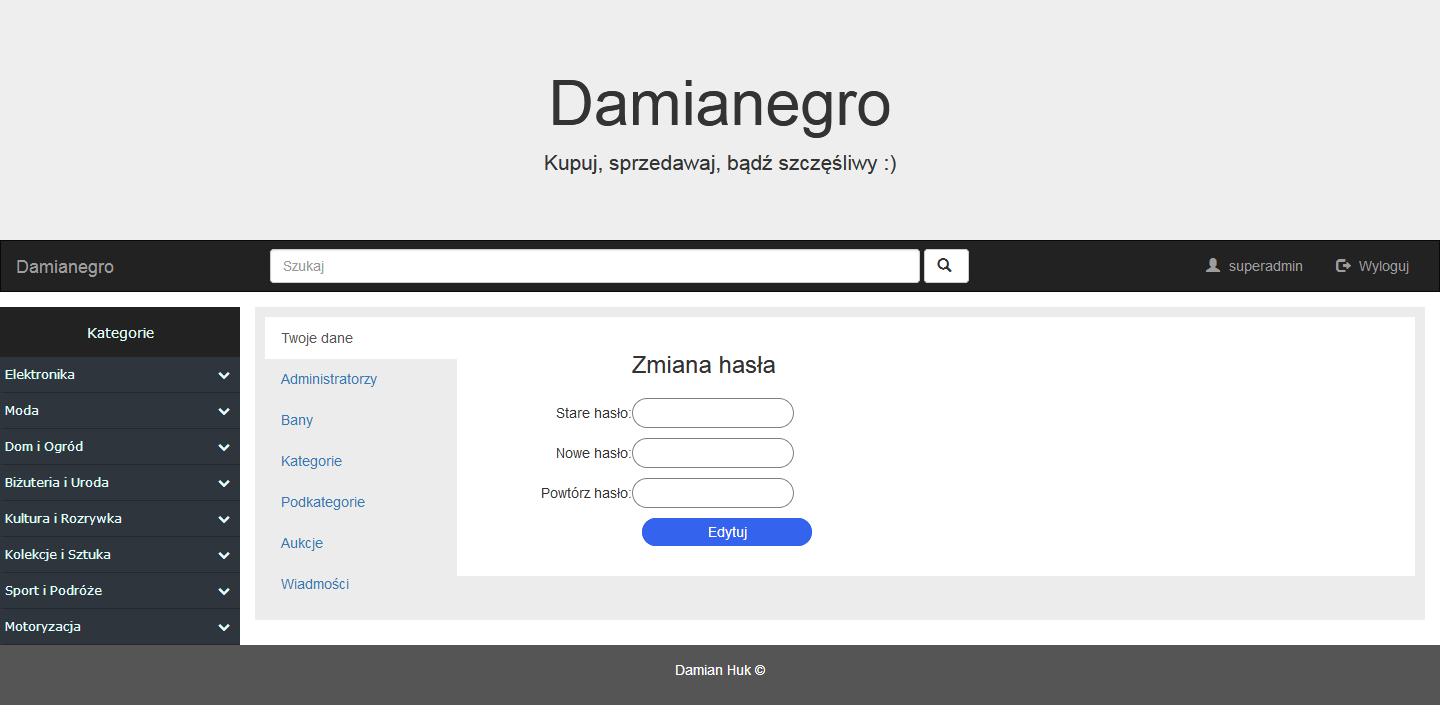 Damianegro
Kupuj, sprzedawaj, bądź szczęśliwy :)
Damianegro
Szukaj
superadmin
Wyloguj
Kategorie
Elektronika
Moda
Dom i Ogród
Biżuteria i Uroda
Kultura i Rozrywka
Kolekcje i Sztuka
Sport i Podróże
Motoryzacja
Twoje dane
Administratorzy
Bany
Kategorie
Podkategorie
Aukcje
Wiadmości
Zmiana hasła
Stare hasło:
Nowe hasło:
Powtórz hasło:
Edytuj
Damian Huk ©